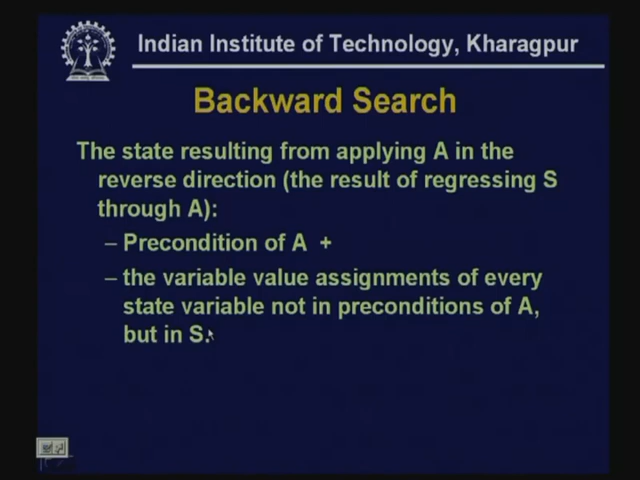 Indian Institute of Technology, Kharagpur
Backward Search
The state resulting from applying A in the
reverse direction (the result of regressing S
through A):
– Precondition of A +
– the variable value assignments of every
state variable not in preconditions of A,
but in S.